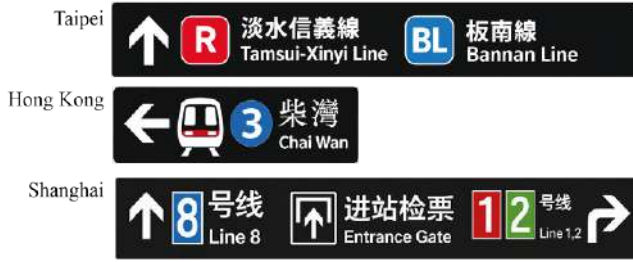 Taipei
R 淡水信義線 BL 板南線
Tamsui-Xinyi Line Bannan Line
Hong Kong
3 柴灣
Chai Wan
Shanghai
8 号线 进站检票 1 2 号线
Line 8 Entrance Gate Line 1,2